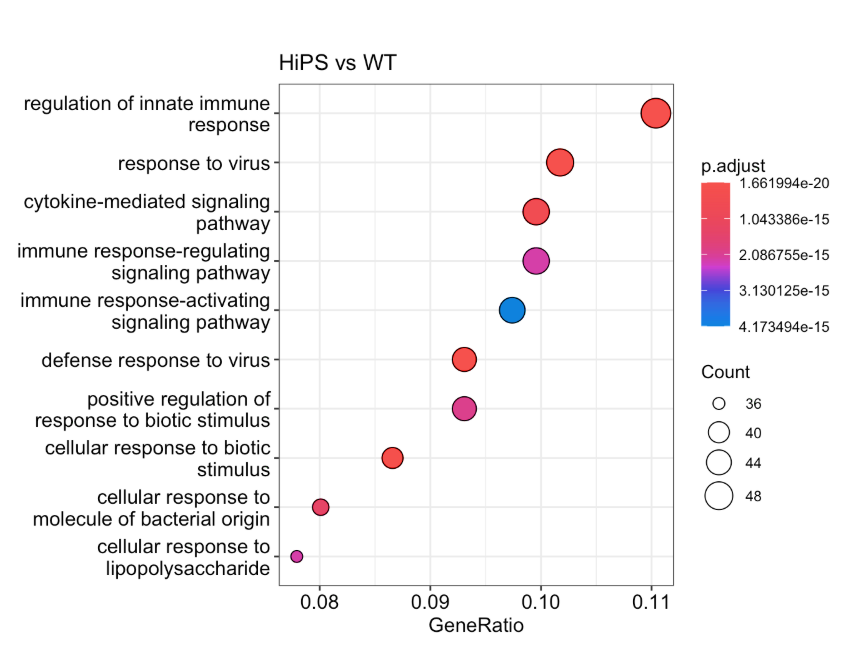 HiPS vs WT
regulation of innate immune
response
response to virus
cytokine-mediated signaling
pathway
immune response-regulating
signaling pathway
immune response-activating
signaling pathway
defense response to virus
positive regulation of
response to biotic stimulus
cellular response to biotic
stimulus
cellular response to
molecule of bacterial origin
cellular response to
lipopolysaccharide
0.08 0.09 0.10 0.11
GeneRatio
p.adjust
1.661994e-20
1.043386e-15
2.086755e-15
3.130125e-15
4.173494e-15
Count
36
40
44
48